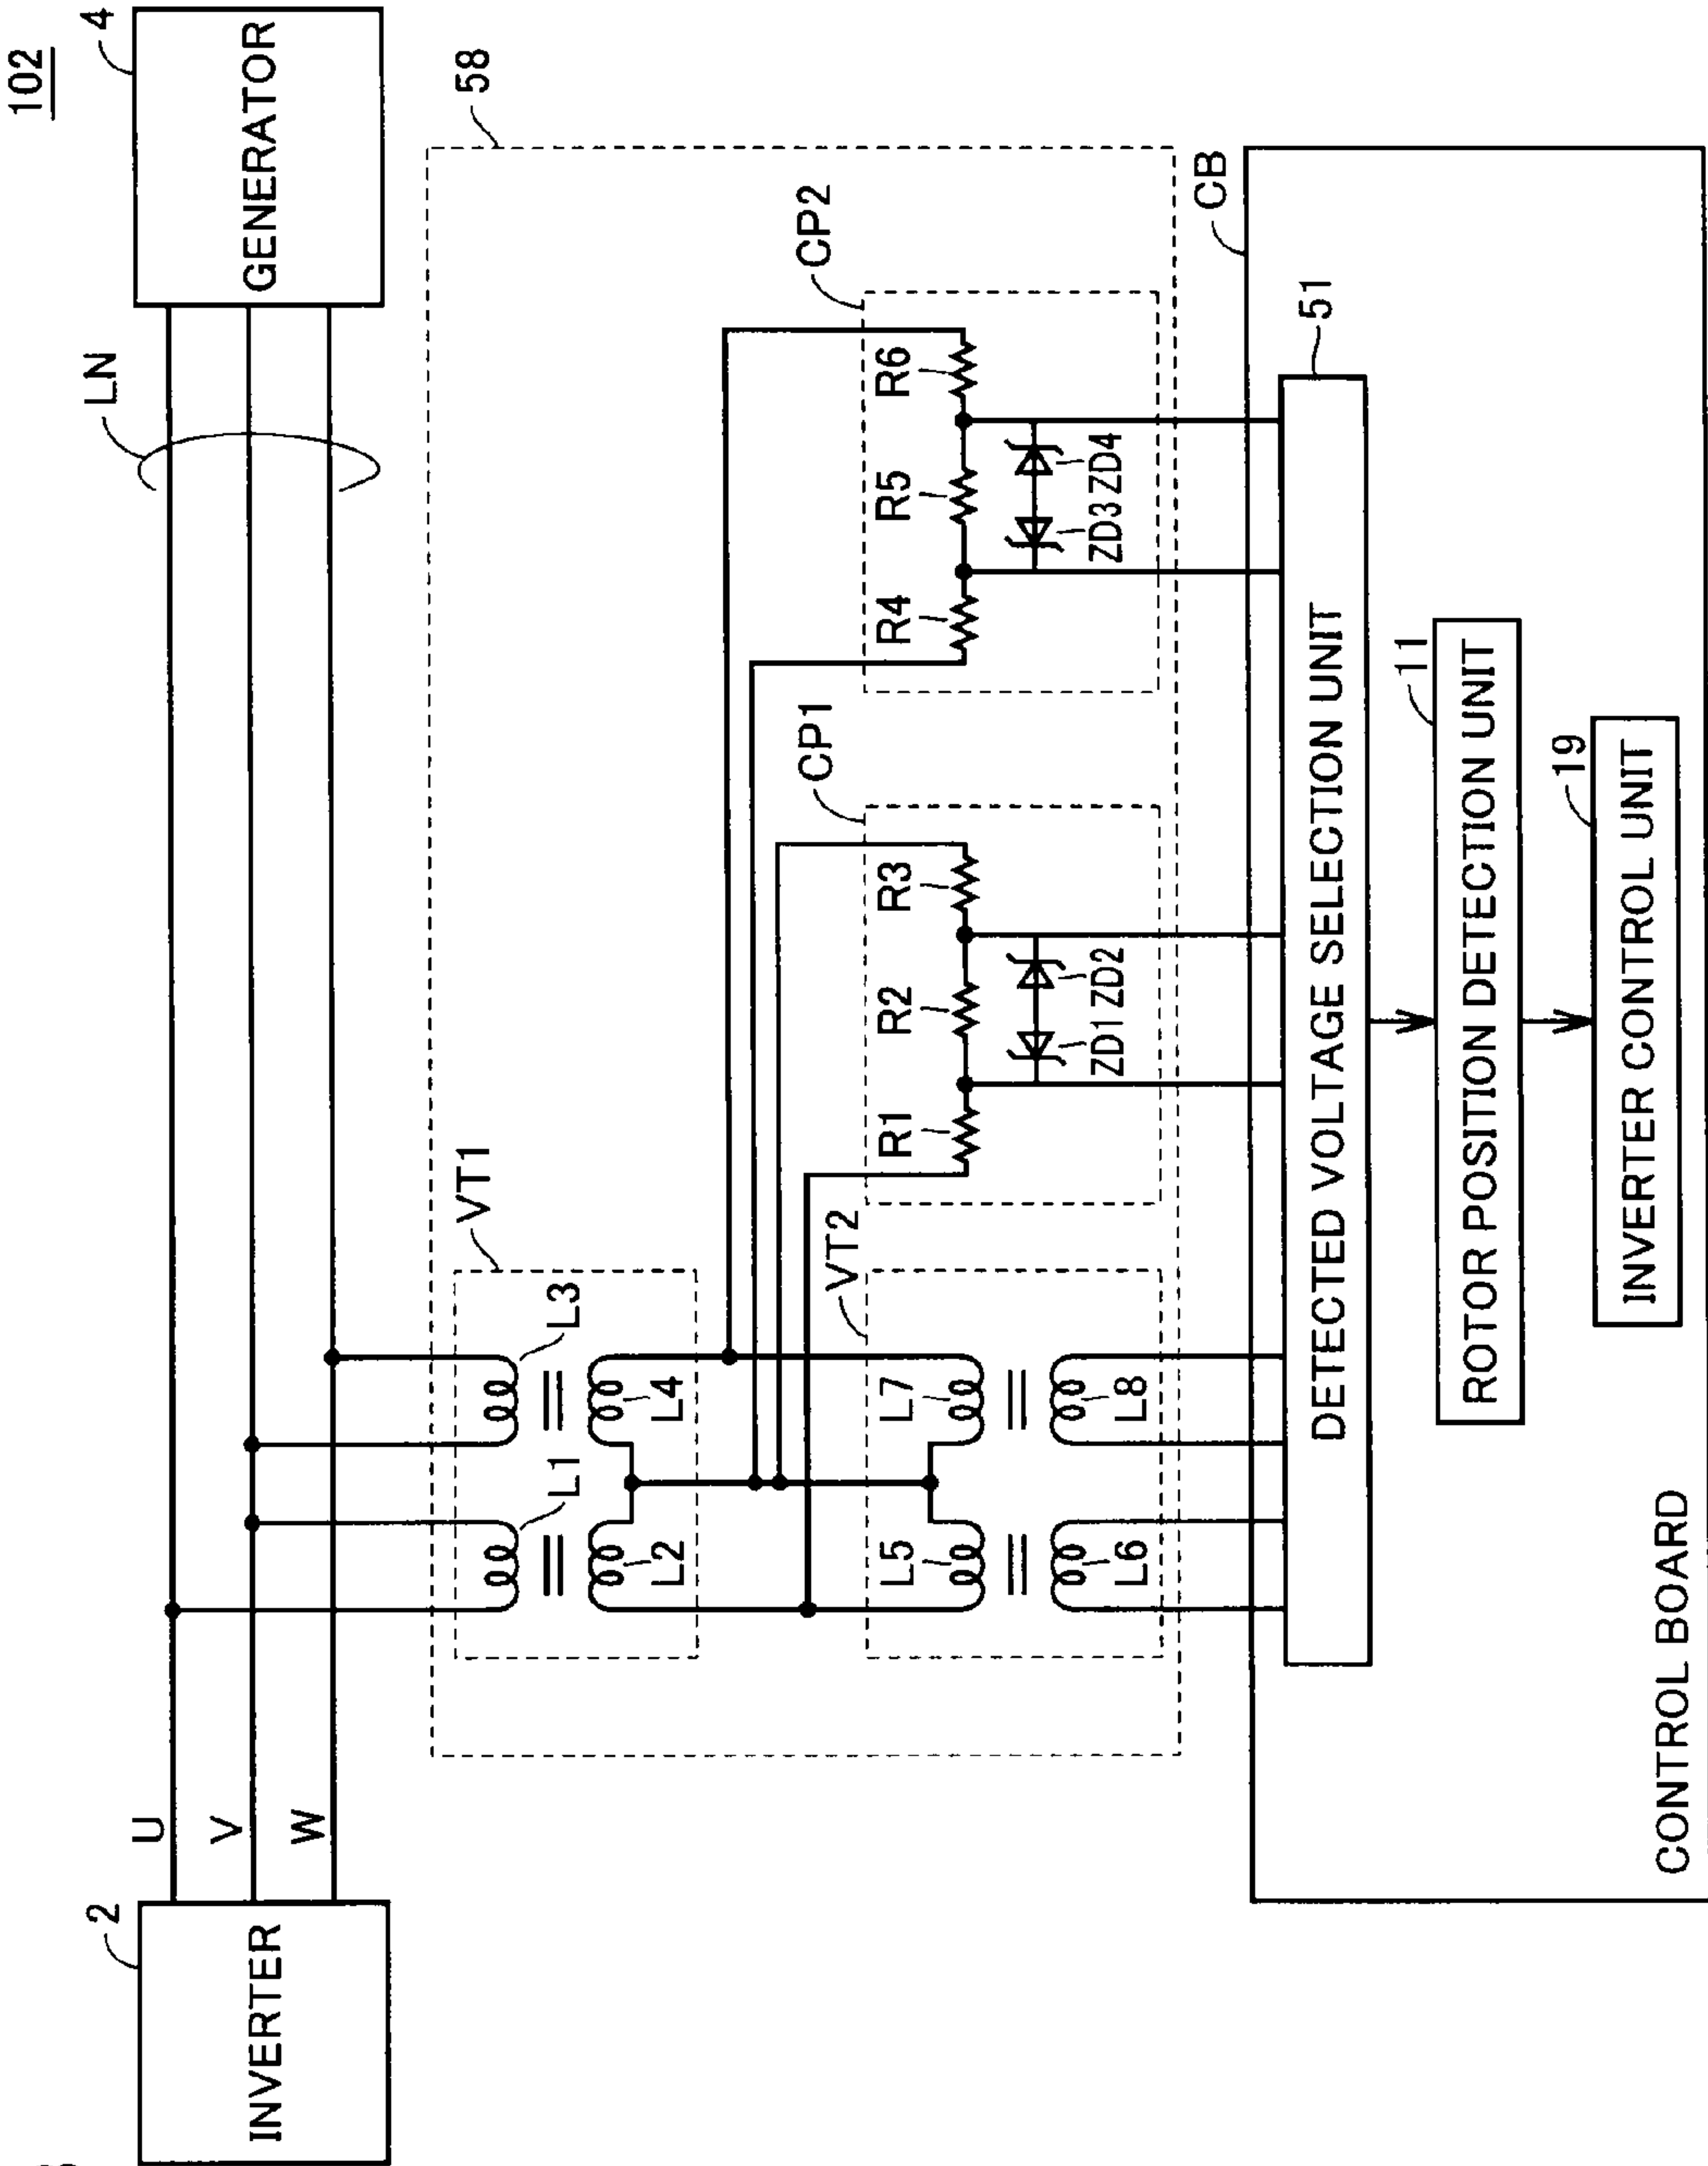 102
2
INVERTER
U
V
W
LN
4
GENERATOR
58
VT1
L1
L3
L2
L4
VT2
L5
L7
L6
L8
CP1
R1
R2
R3
ZD1
ZD2
CP2
R4
R5
R6
ZD3
ZD4
CB
51
DETECTED VOLTAGE SELECTION UNIT
11
ROTOR POSITION DETECTION UNIT
19
INVERTER CONTROL UNIT
CONTROL BOARD